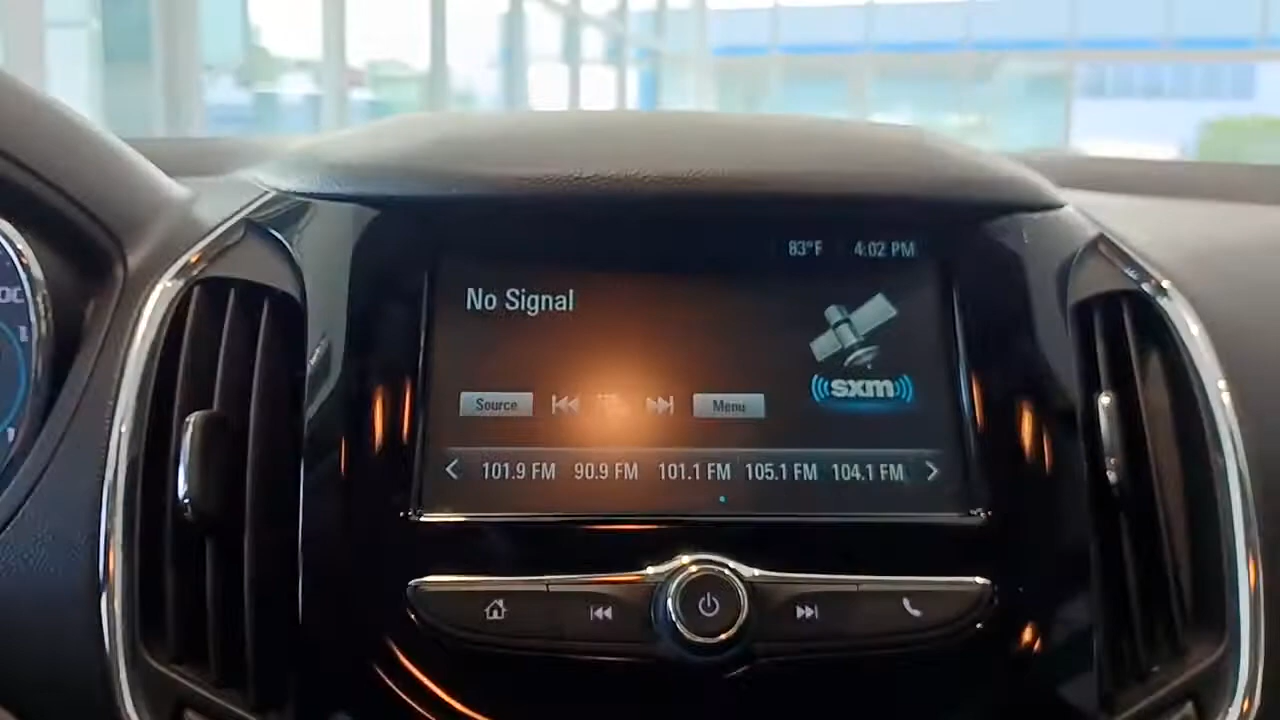 83°F 4:02 PM
No Signal
sxm
Source Menu
101.9 FM 90.9 FM 101.1 FM 105.1 FM 104.1 FM